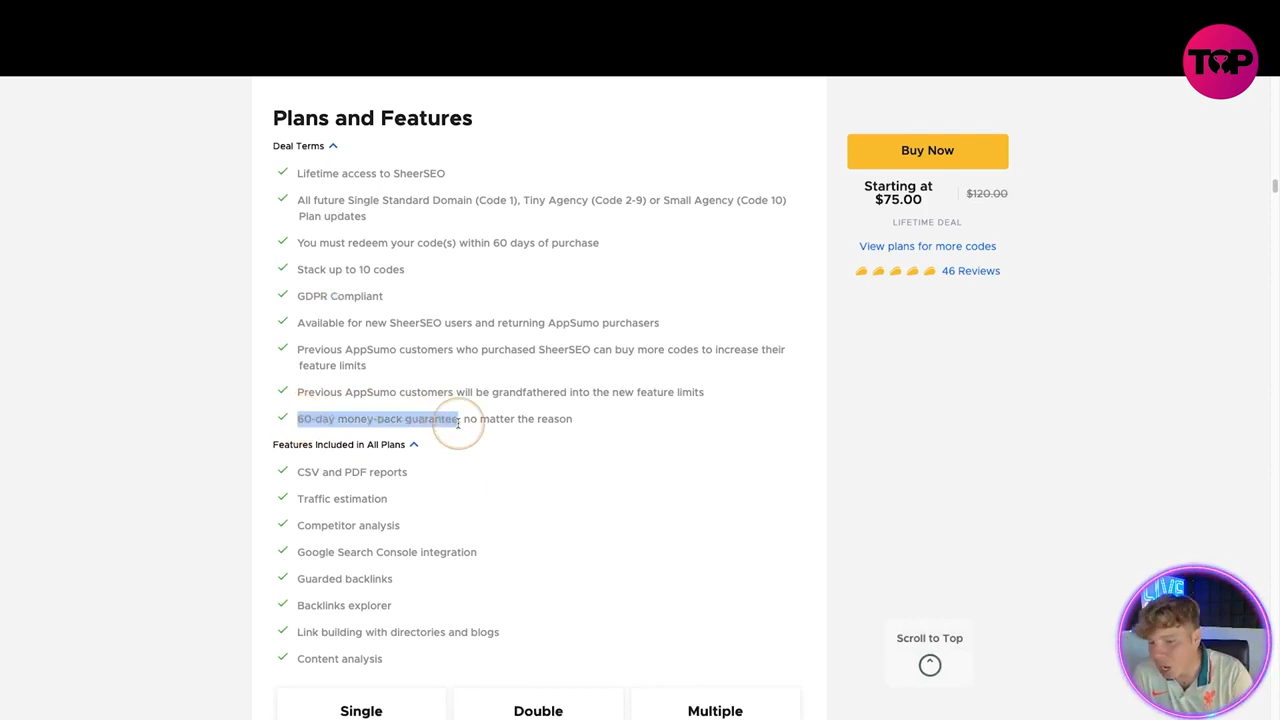 TOP
Plans and Features
Deal Terms
Lifetime access to SheerSEO
All future Single Standard Domain (Code 1), Tiny Agency (Code 2-9) or Small Agency (Code 10)
Plan updates
You must redeem your code(s) within 60 days of purchase
Stack up to 10 codes
GDPR Compliant
Available for new SheerSEO users and returning AppSumo purchasers
Previous AppSumo customers who purchased SheerSEO can buy more codes to increase their
feature limits
Previous AppSumo customers will be grandfathered into the new feature limits
60-day money-back guarantee, no matter the reason
Features Included in All Plans
CSV and PDF reports
Traffic estimation
Competitor analysis
Google Search Console integration
Guarded backlinks
Backlinks explorer
Link building with directories and blogs
Content analysis
Single
Double
Multiple
Buy Now
Starting at
$75.00
$120.00
LIFETIME DEAL
View plans for more codes
46 Reviews
Scroll to Top
LIVE